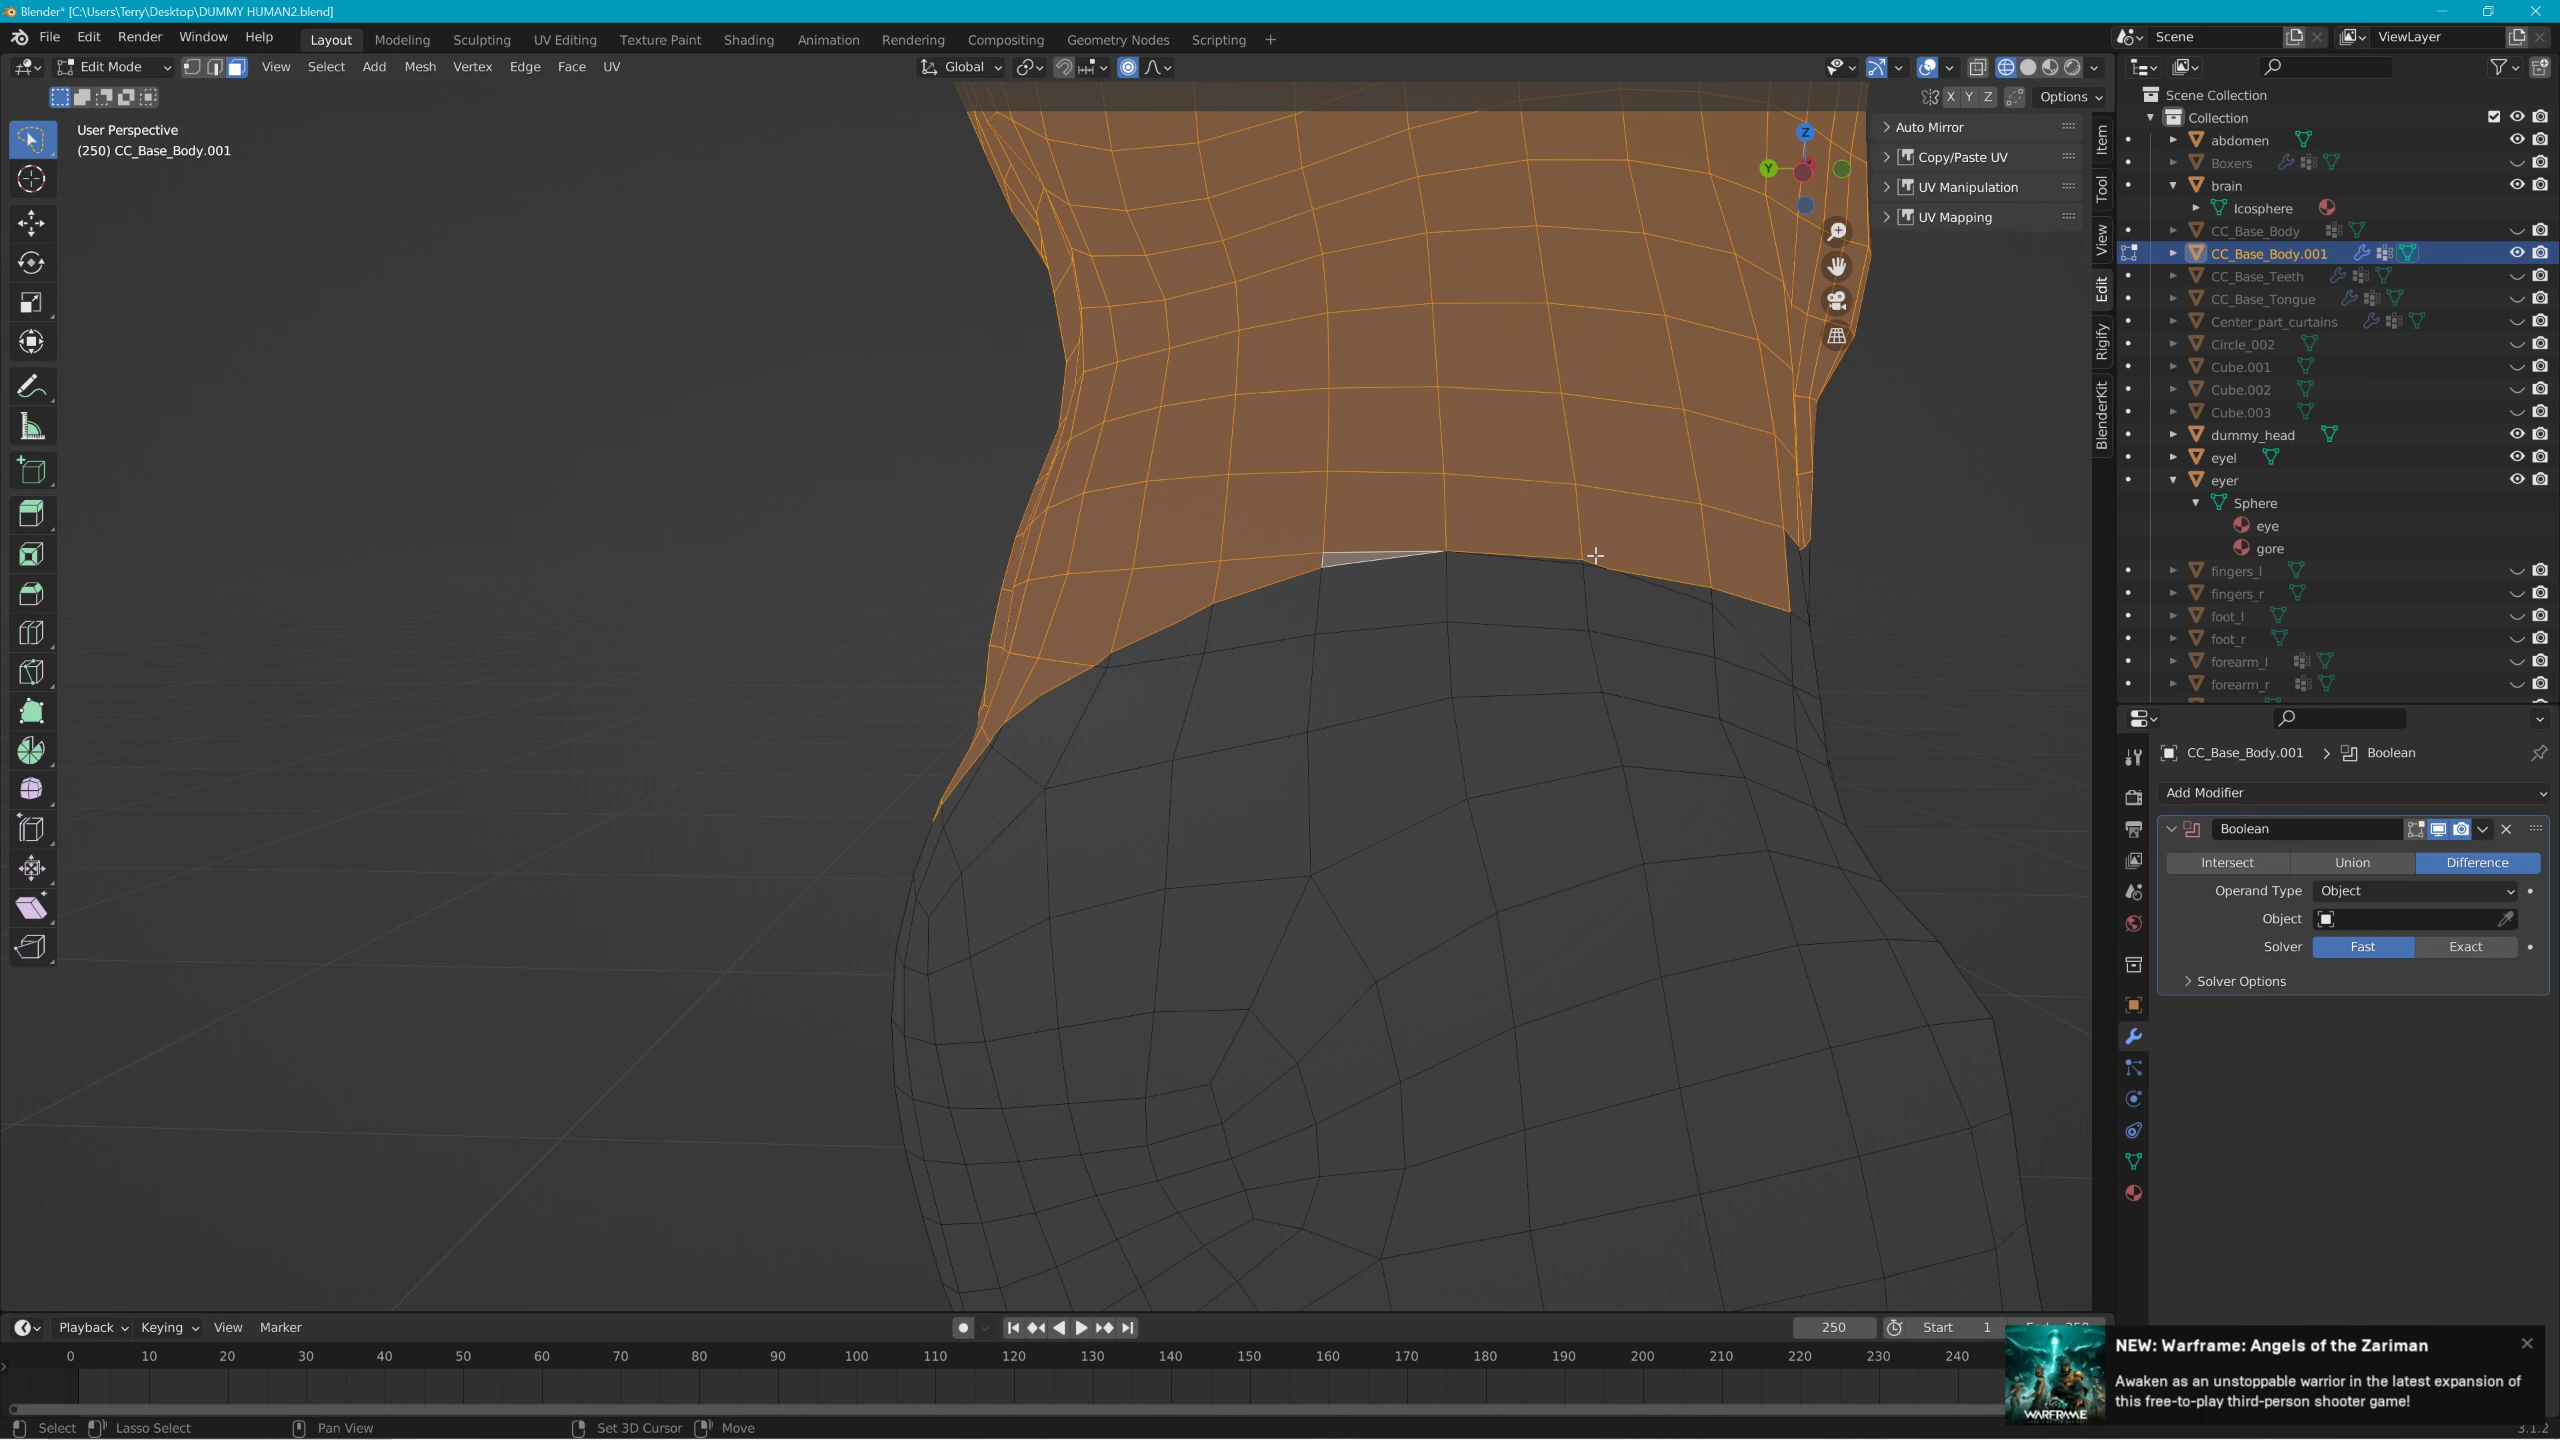 Blender* [C:\Users\Terry\Desktop\DUMMY HUMAN2.blend]
File Edit Render Window Help Layout Modeling Sculpting UV Editing Texture Paint Shading Animation Rendering Compositing Geometry Nodes Scripting + Scene ViewLayer
Edit Mode View Select Add Mesh Vertex Edge Face UV Global
X Y Z Options
User Perspective
(250) CC_Base_Body.001
Z
Y
Auto Mirror
Copy/Paste UV
UV Manipulation
UV Mapping
Item
Tool
View
Edit
Rigify
BlenderKit
Scene Collection
Collection
abdomen
Boxers
brain
Icosphere
CC_Base_Body
CC_Base_Body.001
CC_Base_Teeth
CC_Base_Tongue
Center_part_curtains
Circle_002
Cube.001
Cube.002
Cube.003
dummy_head
eyel
eyer
Sphere
eye
gore
fingers_l
fingers_r
foot_l
foot_r
forearm_l
forearm_r
CC_Base_Body.001 > Boolean
Add Modifier
Boolean
Intersect Union Difference
Operand Type Object
Object
Solver Fast Exact
Solver Options
Playback Keying View Marker 250 Start 1
0 10 20 30 40 50 60 70 80 90 100 110 120 130 140 150 160 170 180 190 200 210 220 230 240
NEW: Warframe: Angels of the Zariman
Awaken as an unstoppable warrior in the latest expansion of
this free-to-play third-person shooter game!
WARFRAME
Select Lasso Select Pan View Set 3D Cursor Move 3.1.2